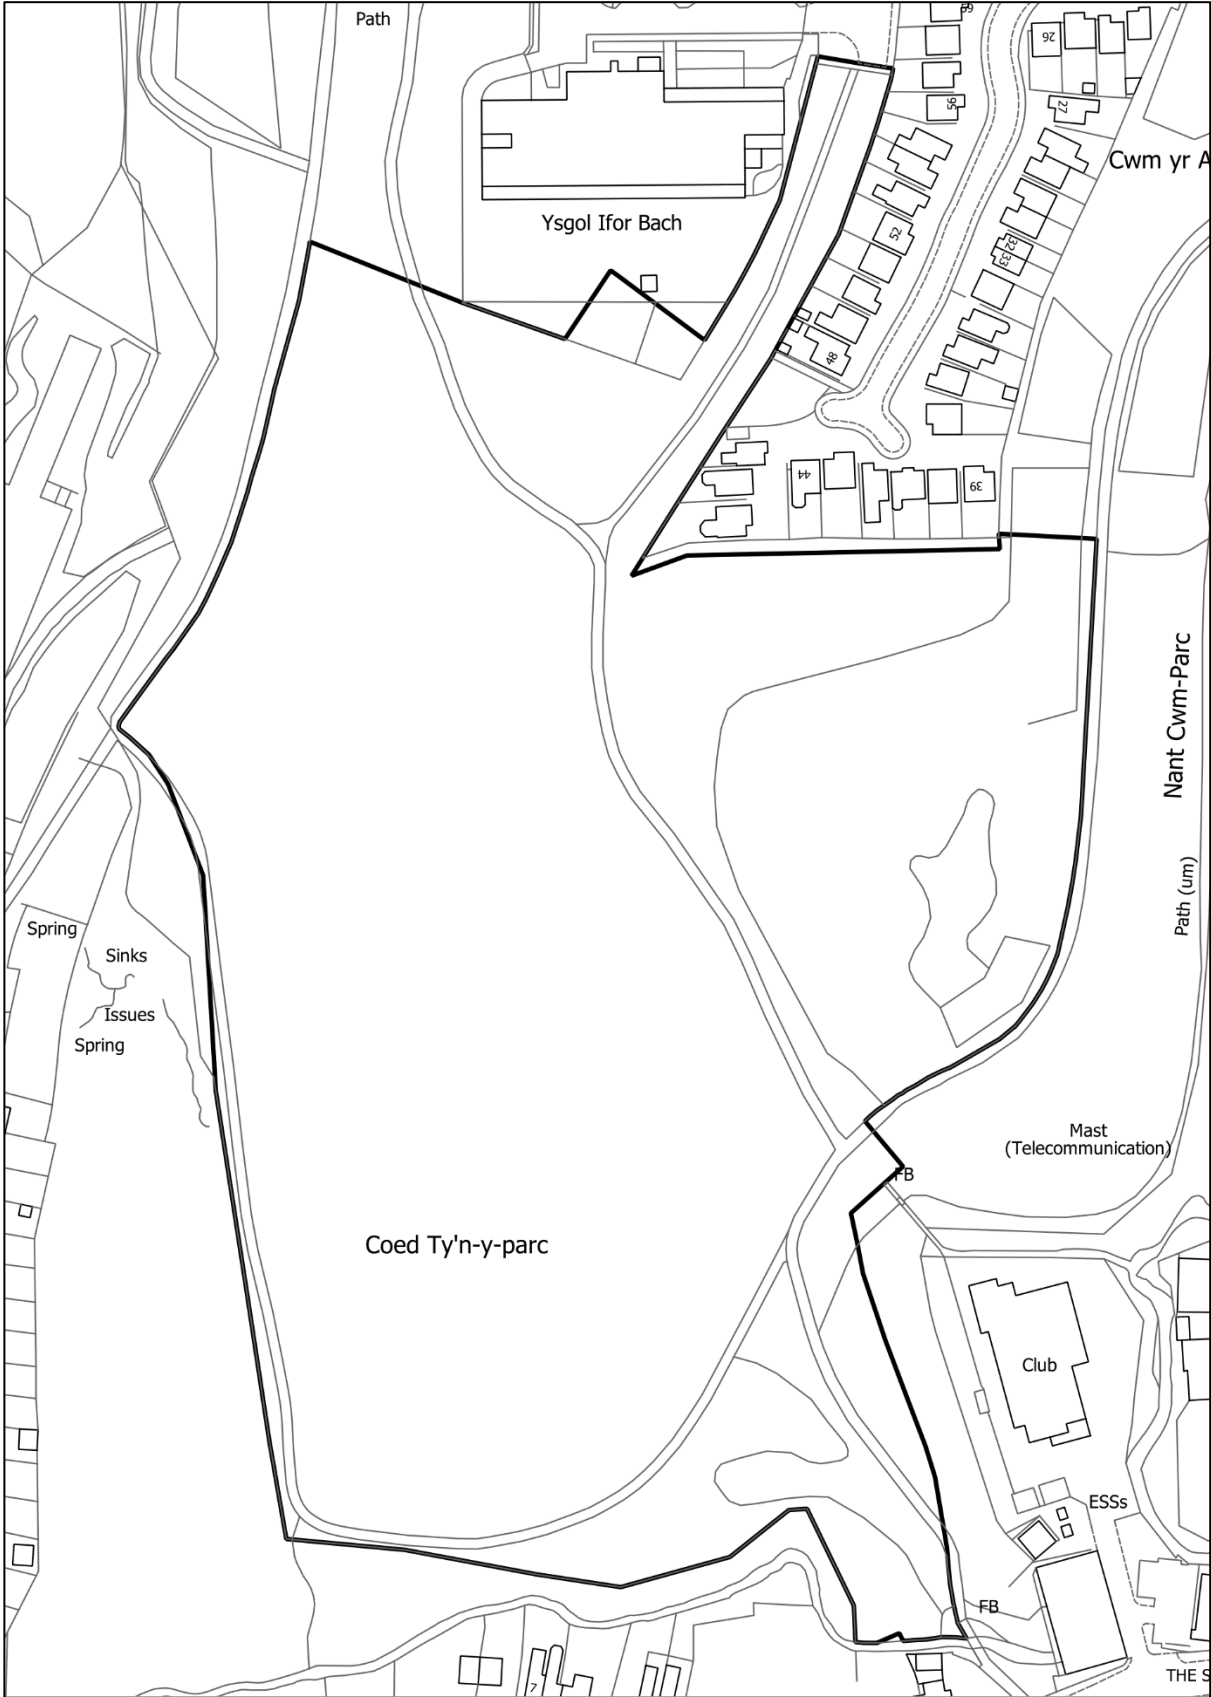 Path
59
26
56
27
Cwm yr A
Ysgol Ifor Bach
52
32
33
48
44
39
Nant Cwm-Parc
Path (um)
Spring
Sinks
Issues
Spring
Mast
(Telecommunication)
FB
Coed Ty'n-y-parc
Club
ESSs
FB
THE S
7